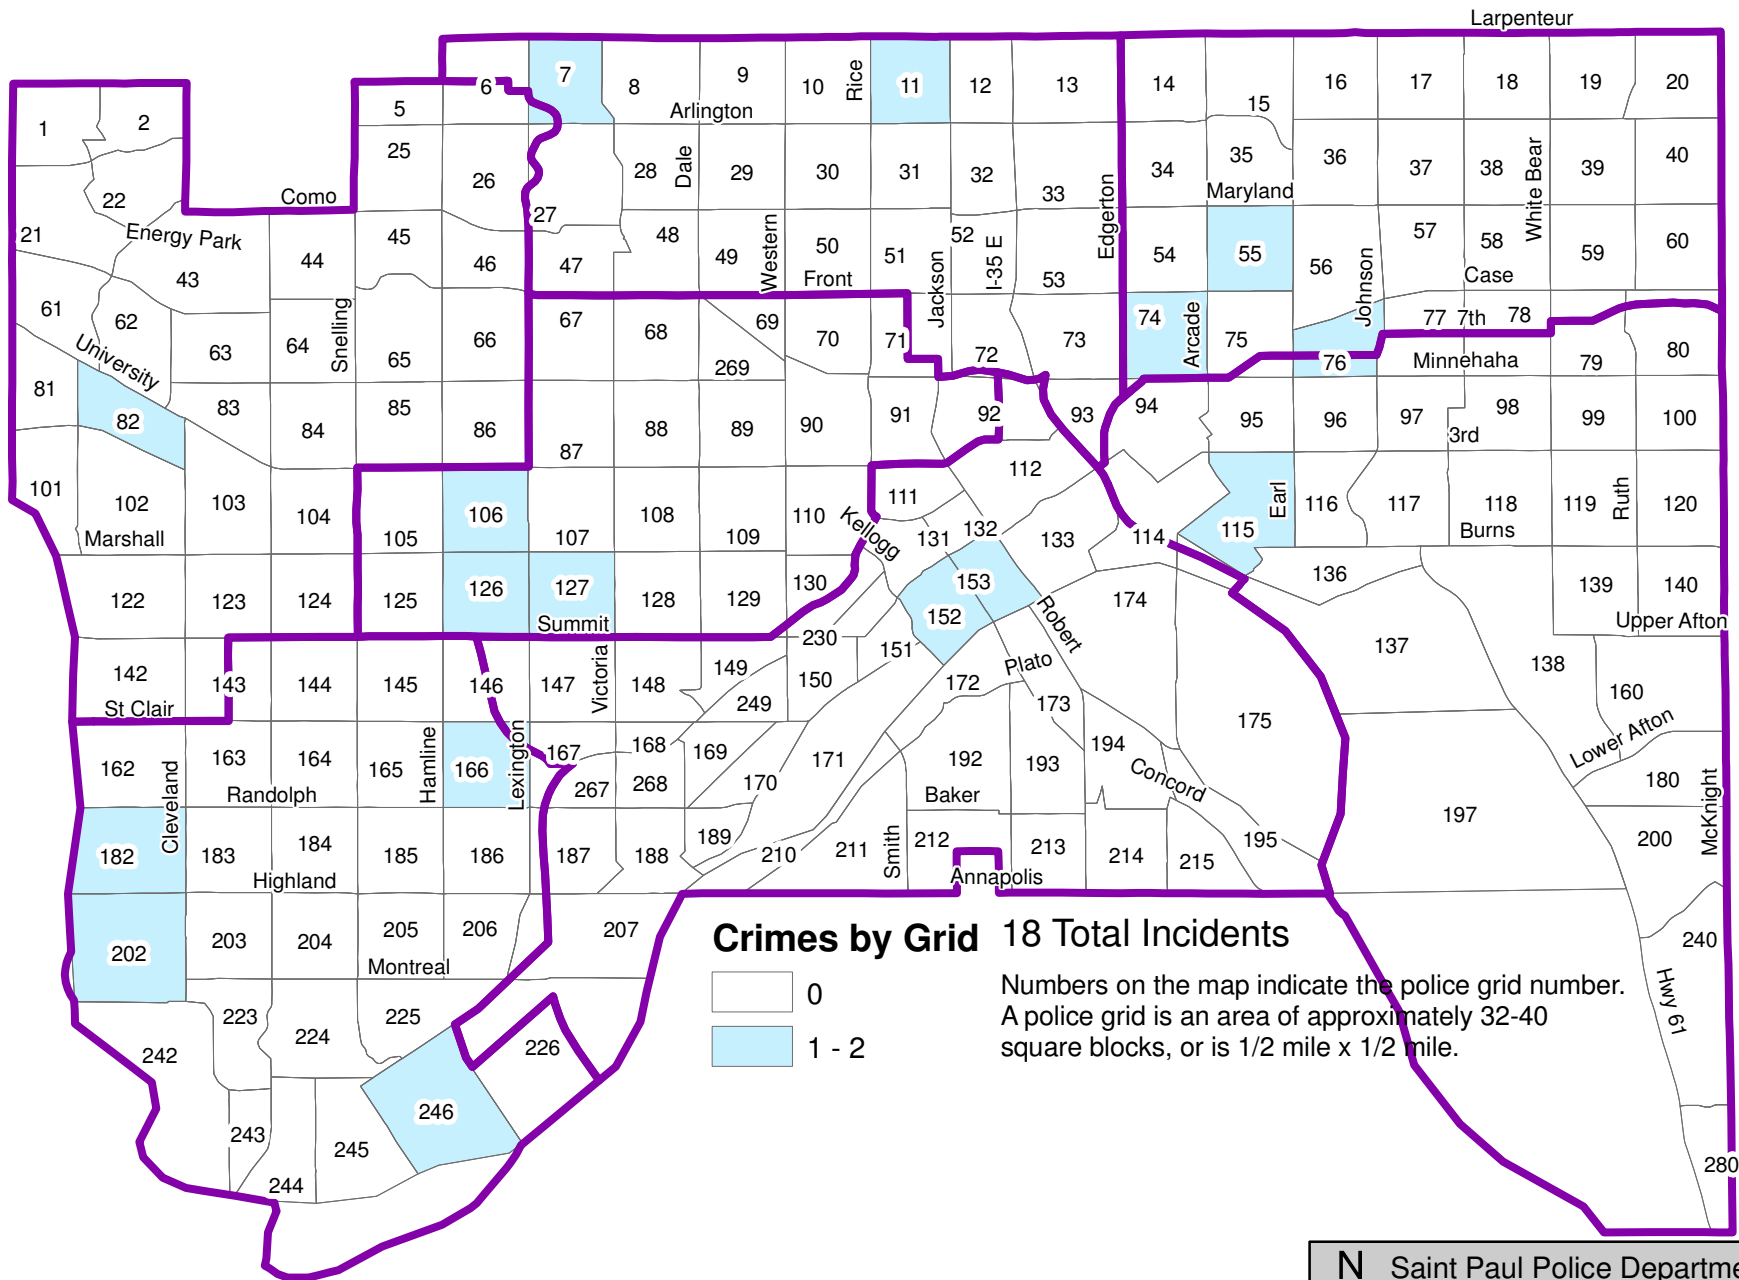 Larpenteur
6 7 8 9 10 Rice 11 12 13 14 15 16 17 18 19 20
1 2 5 Arlington
25 26 28 Dale 29 30 31 32 33 34 35 36 37 38 White Bear 39 40
22 Como 27 Maryland
21 Energy Park 44 45 46 47 48 49 Western 50 51 52 I-35 E 53 Edgerton 54 55 56 57 58 59 60
43 Front Case
61 62 63 64 Snelling 65 66 67 68 69 70 71 Jackson 72 73 74 Arcade 75 Johnson 77 7th 78
University 269 76 Minnehaha 79 80
81 82 83 84 85 86 87 88 89 90 91 92 93 94 95 96 97 98 99 100
3rd
101 102 103 104 105 106 107 108 109 110 111 112 115 Earl 116 117 118 119 Ruth 120
Marshall Kellogg 131 132 133 114 Burns
122 123 124 125 126 127 128 129 130 153 136 139 140
Summit 152 Robert 174 Upper Afton
142 143 144 145 146 147 Victoria 148 149 230 151 Plato 137 138
St Clair 249 150 172 173 175 160
162 Cleveland 163 164 165 Hamline 166 Lexington 167 168 169 171 192 193 194 Lower Afton
Randolph 267 268 170 Baker Concord 180 McKnight
182 183 184 185 186 187 188 189 210 211 Smith 212 213 214 215 195 197 200
Highland Annapolis
202 203 204 205 206 207 240
Montreal
223 224 225 Hwy 61
242 226
246
243 245
244 280
Crimes by Grid
0
1 - 2
18 Total Incidents
Numbers on the map indicate the police grid number.
A police grid is an area of approximately 32-40
square blocks, or is 1/2 mile x 1/2 mile.
N Saint Paul Police Departme